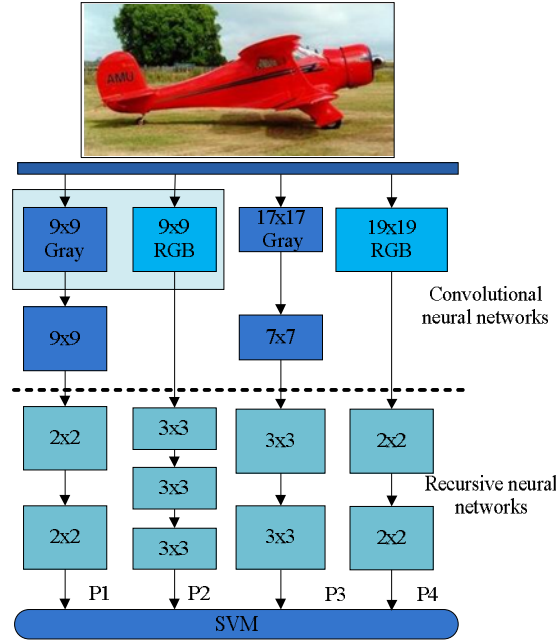 AMU
9x9
Gray
9x9
RGB
17x17
Gray
19x19
RGB
Convolutional
neural networks
9x9
7x7
2x2
3x3
3x3
2x2
3x3
Recursive neural
networks
2x2
3x3
3x3
2x2
P1
P2
P3
P4
SVM